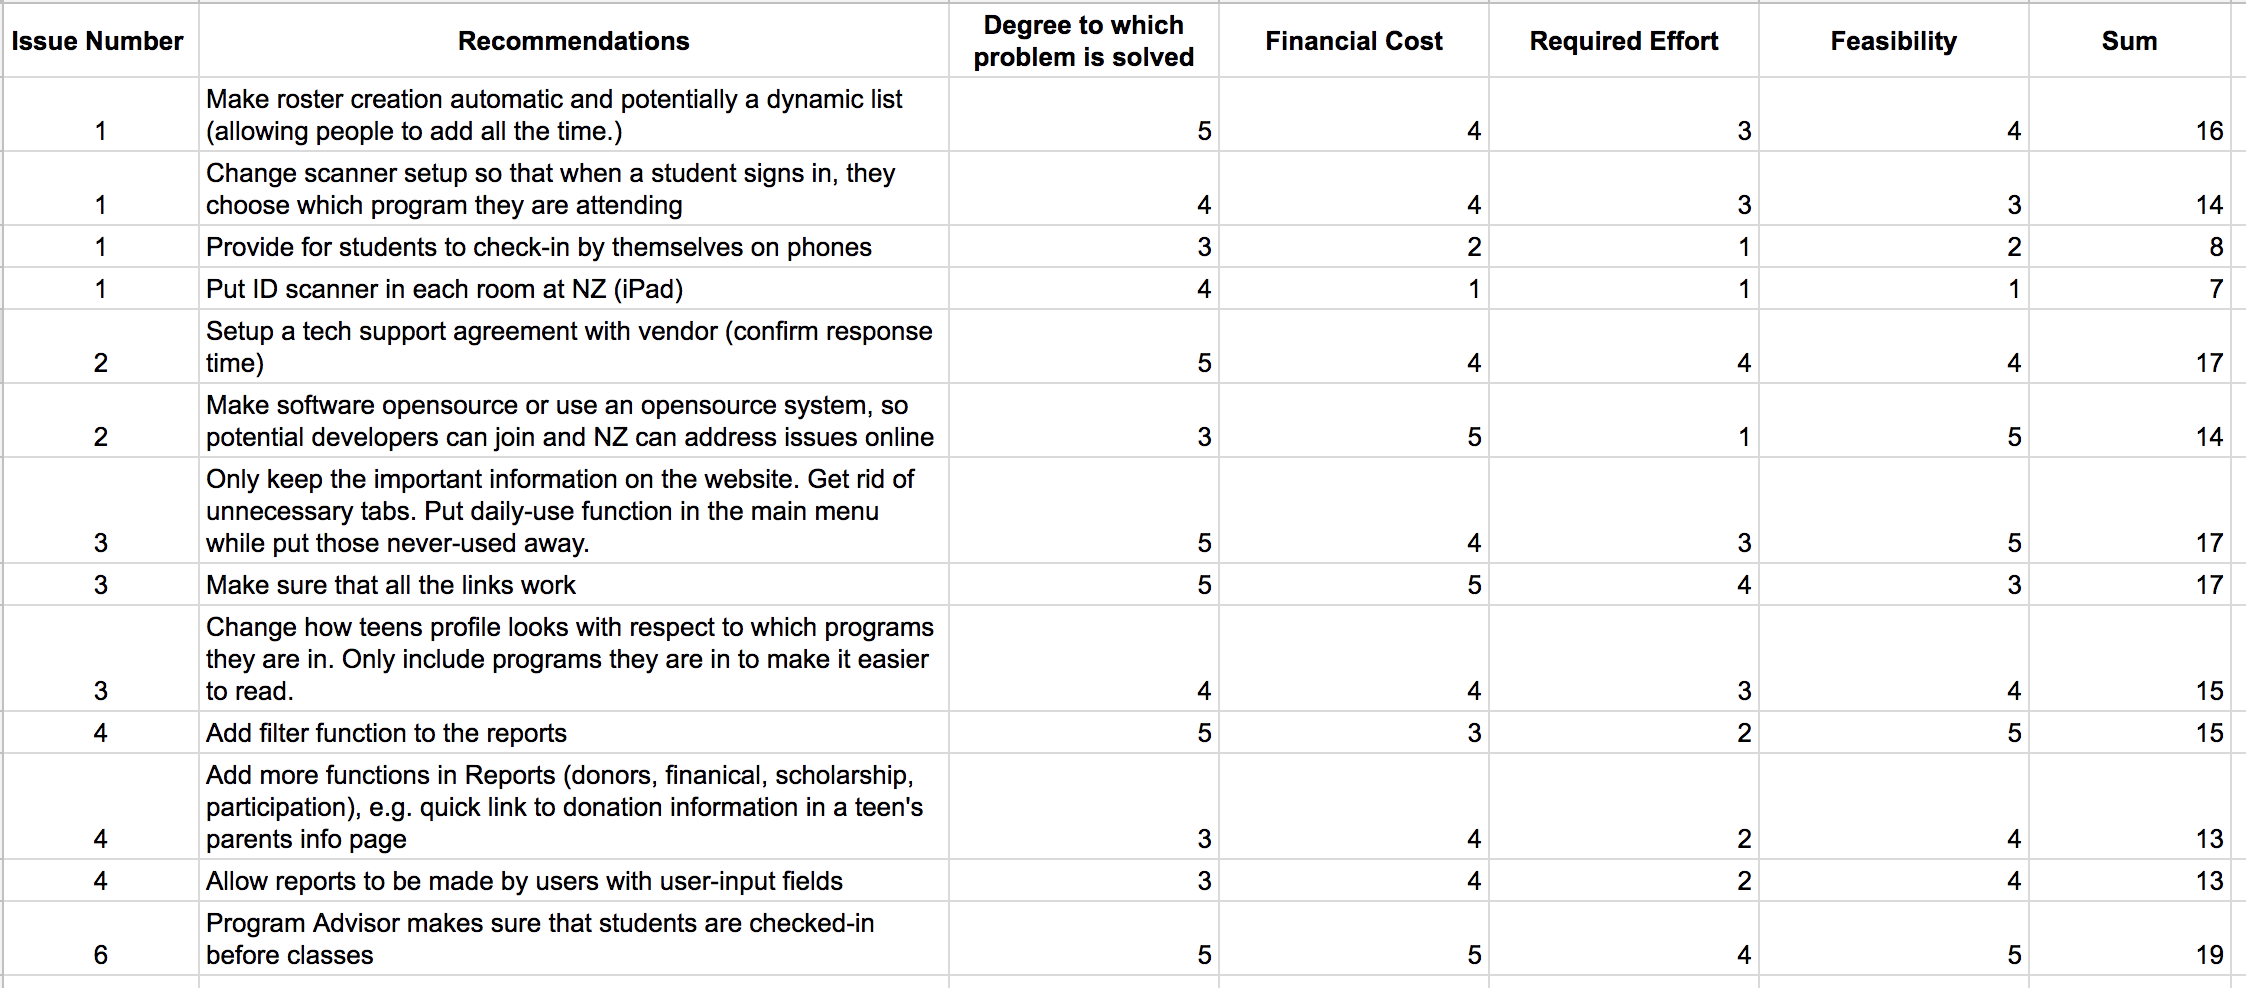 Issue Number Recommendations Degree to which problem is solved Financial Cost Required Effort Feasibility Sum
Make roster creation automatic and potentially a dynamic list
1 (allowing people to add all the time.) 5 4 3 4 16
Change scanner setup so that when a student signs in, they
1 choose which program they are attending 4 4 3 3 14
1 Provide for students to check-in by themselves on phones 3 2 1 2 8
1 Put ID scanner in each room at NZ (iPad) 4 1 1 1 7
Setup a tech support agreement with vendor (confirm response
2 time) 5 4 4 4 17
Make software opensource or use an opensource system, so
2 potential developers can join and NZ can address issues online 3 5 1 5 14
Only keep the important information on the website. Get rid of
unnecessary tabs. Put daily-use function in the main menu
3 while put those never-used away. 5 4 3 5 17
3 Make sure that all the links work 5 5 4 3 17
Change how teens profile looks with respect to which programs
they are in. Only include programs they are in to make it easier
3 to read. 4 4 3 4 15
4 Add filter function to the reports 5 3 2 5 15
Add more functions in Reports (donors, finanical, scholarship,
participation), e.g. quick link to donation information in a teen's
4 parents info page 3 4 2 4 13
4 Allow reports to be made by users with user-input fields 3 4 2 4 13
Program Advisor makes sure that students are checked-in
6 before classes 5 5 4 5 19